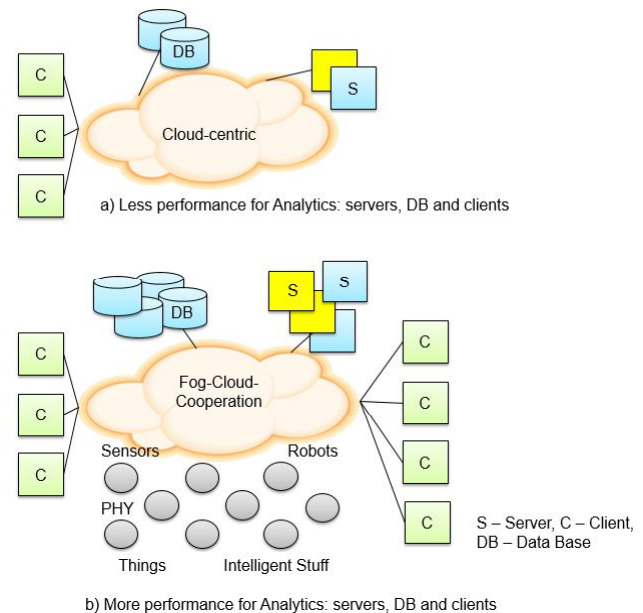 DB
C
S
C
Cloud-centric
C
a) Less performance for Analytics: servers, DB and clients
S
S
DB
C
C
Fog-Cloud-
Cooperation
C
C
C
C
Sensors
Robots
PHY
C
S – Server, C – Client,
DB – Data Base
Things
Intelligent Stuff
b) More performance for Analytics: servers, DB and clients